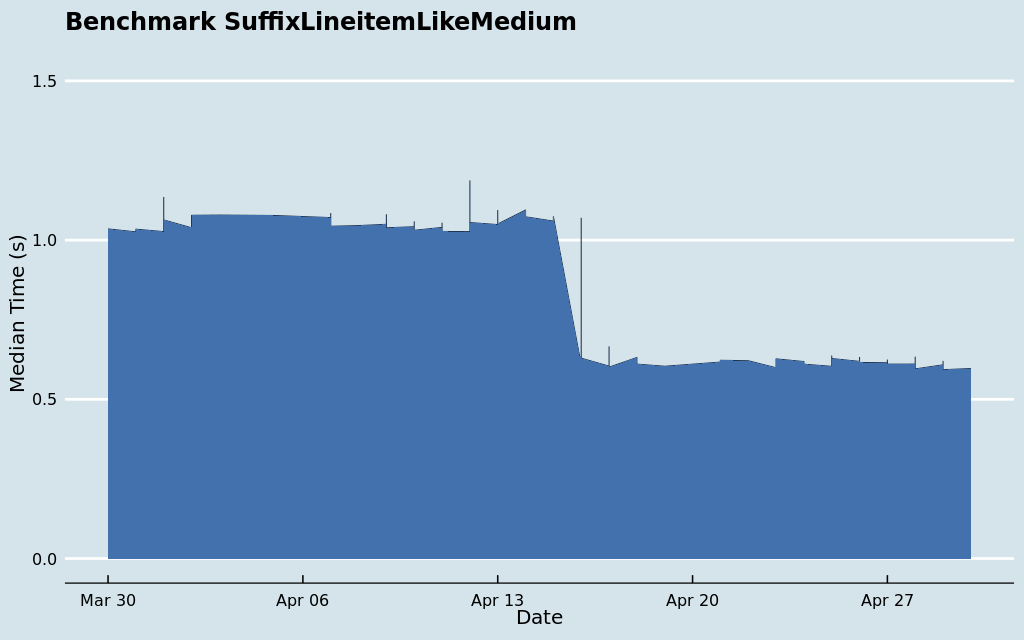 Benchmark SuffixLineitemLikeMedium
Median Time (s)
1.5
1.0
0.5
0.0
Mar 30 Apr 06 Apr 13 Apr 20 Apr 27
Date